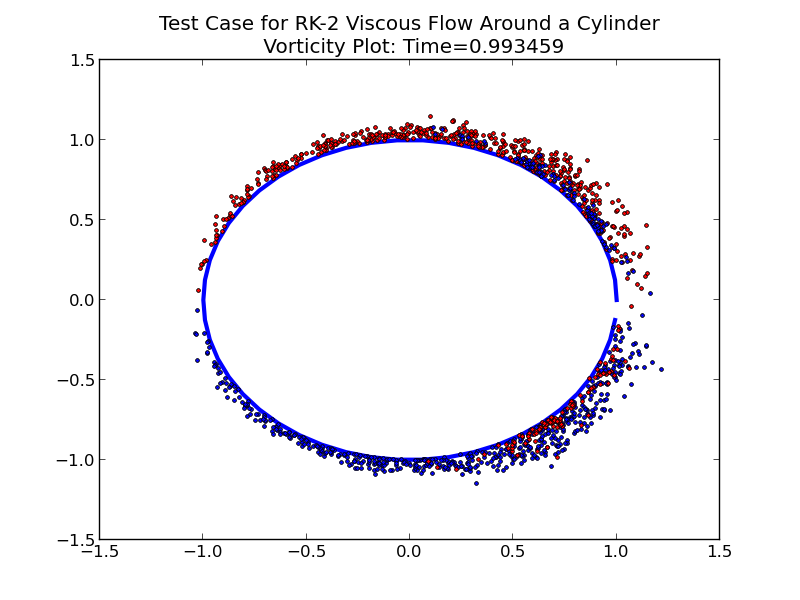 Test Case for RK-2 Viscous Flow Around a Cylinder
Vorticity Plot: Time=0.993459
1.5
1.0
0.5
0.0
−0.5
−1.0
−1.5
−1.5 −1.0 −0.5 0.0 0.5 1.0 1.5